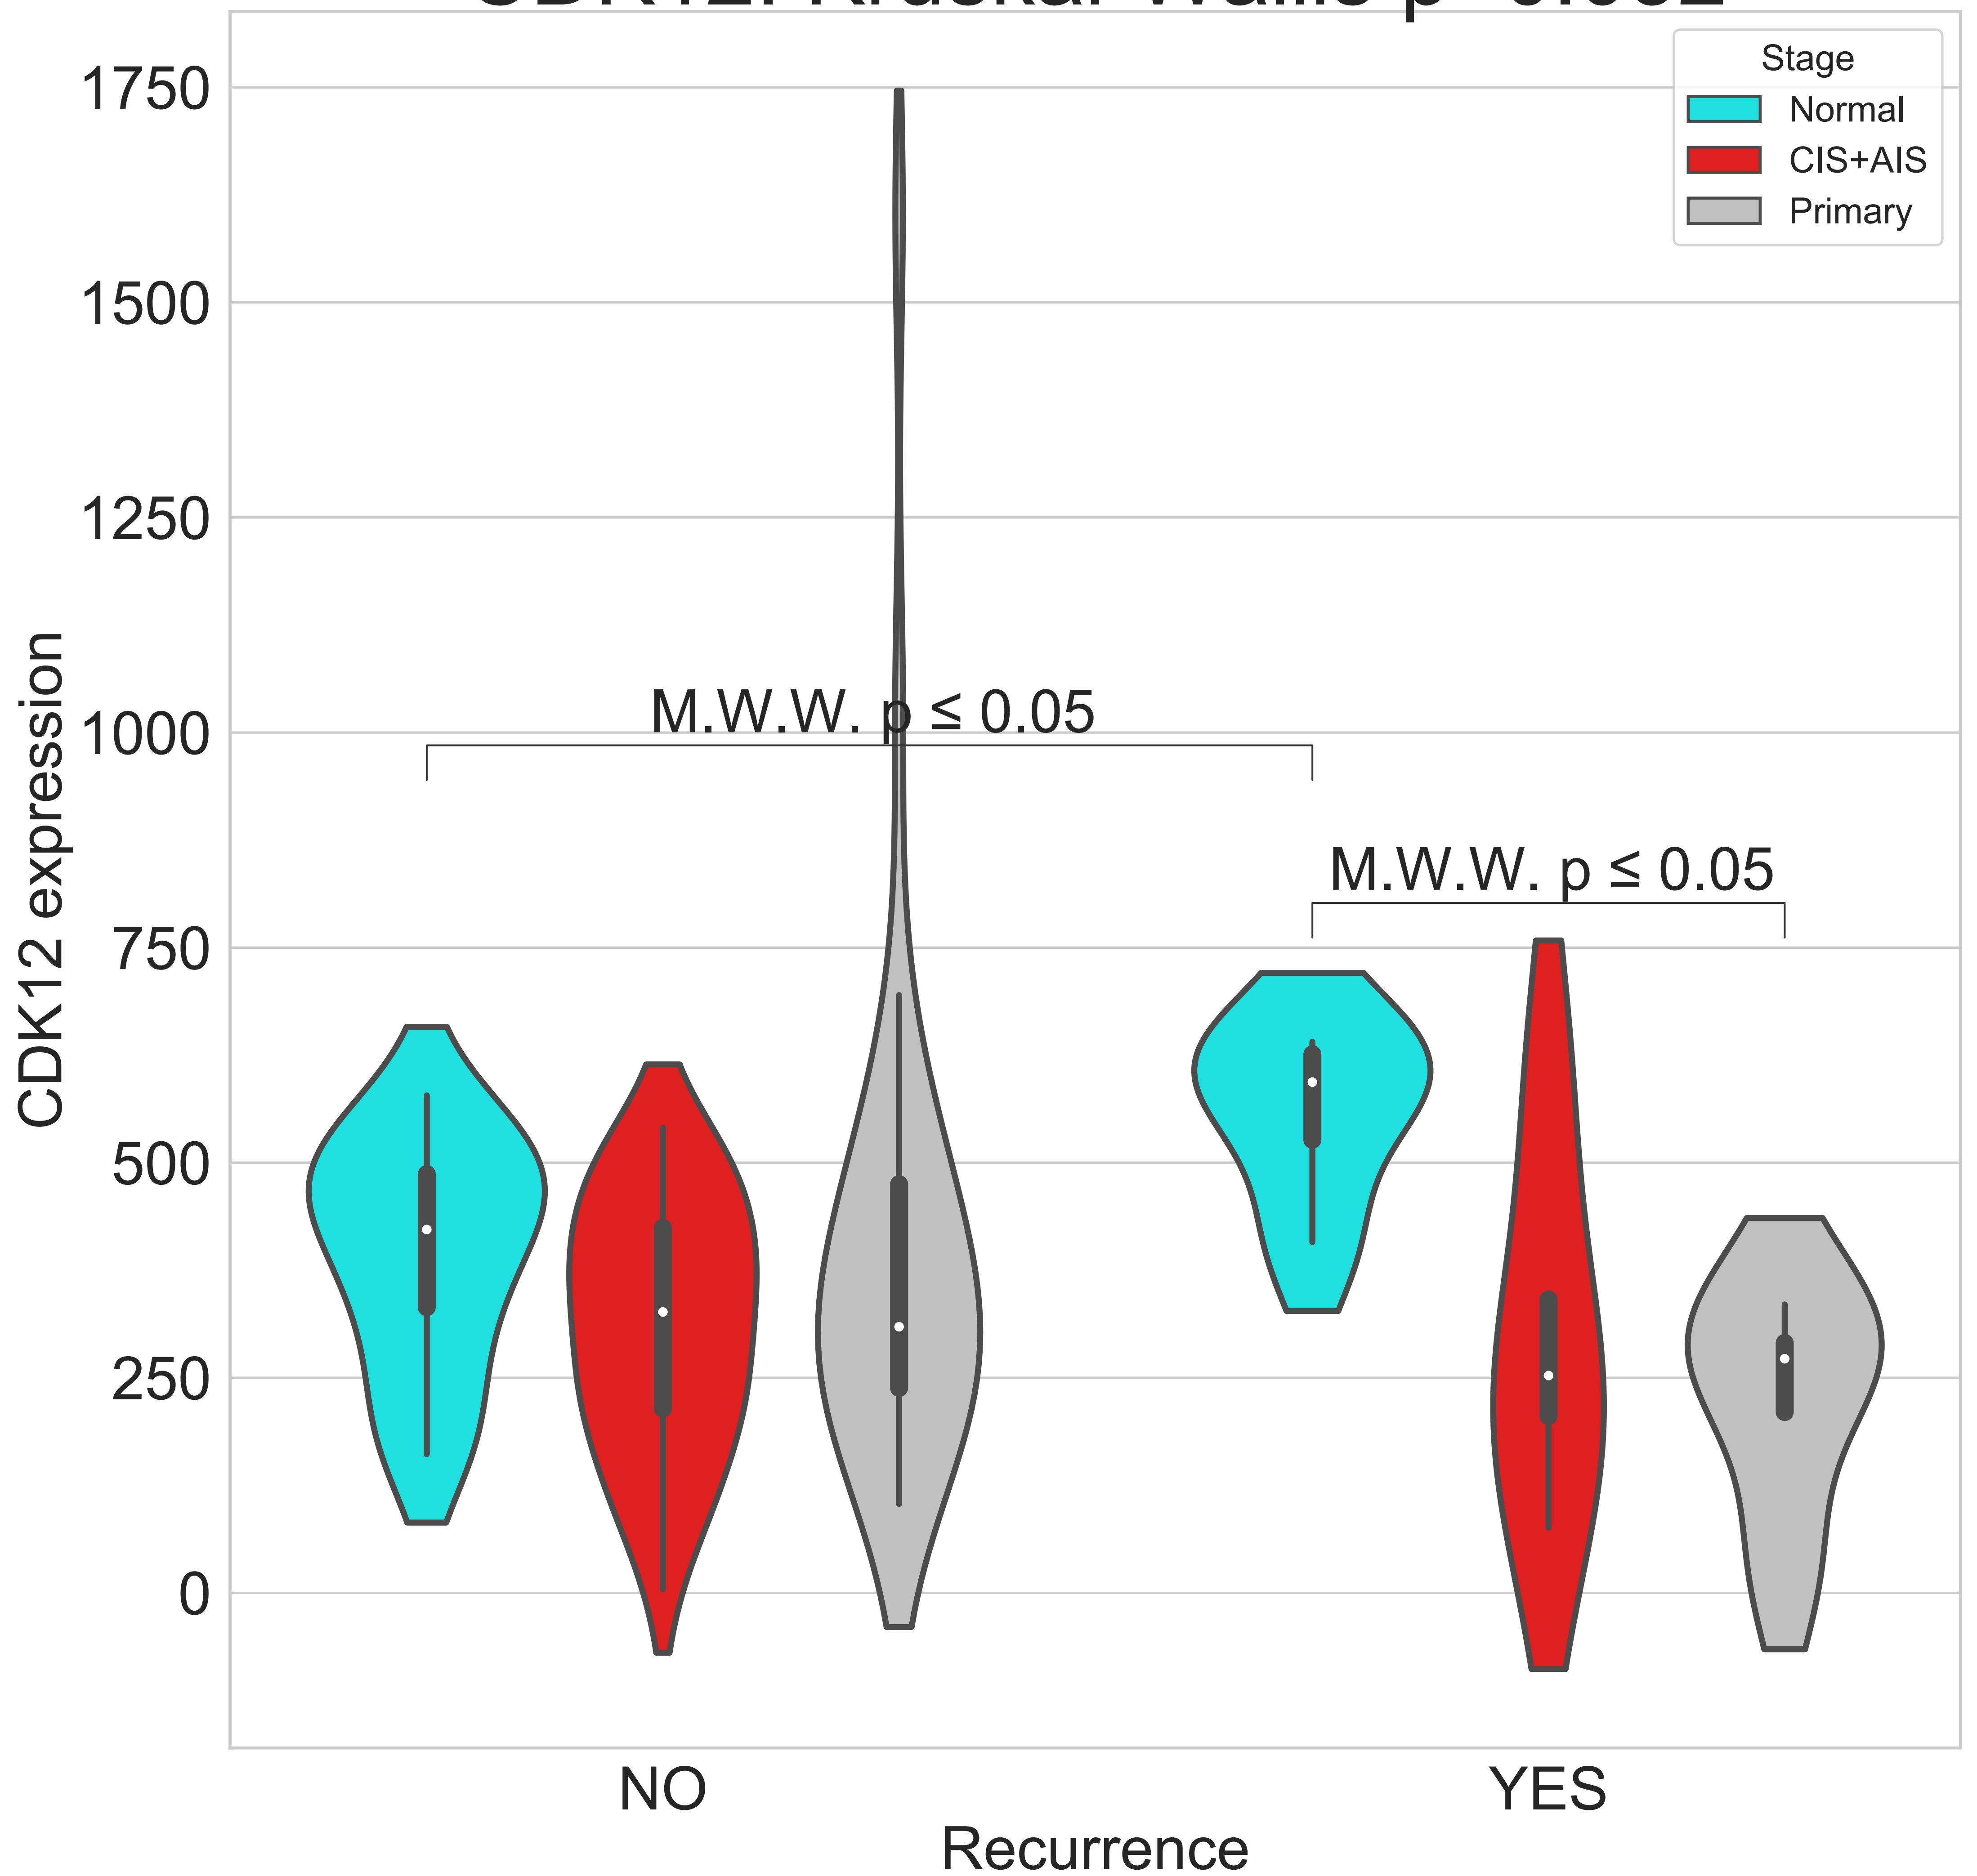 Stage
Normal
CIS+AIS
Primary
1750
1500
1250
1000
750
500
250
0
CDK12 expression
M.W.W. p ≤ 0.05
M.W.W. p ≤ 0.05
NO
YES
Recurrence